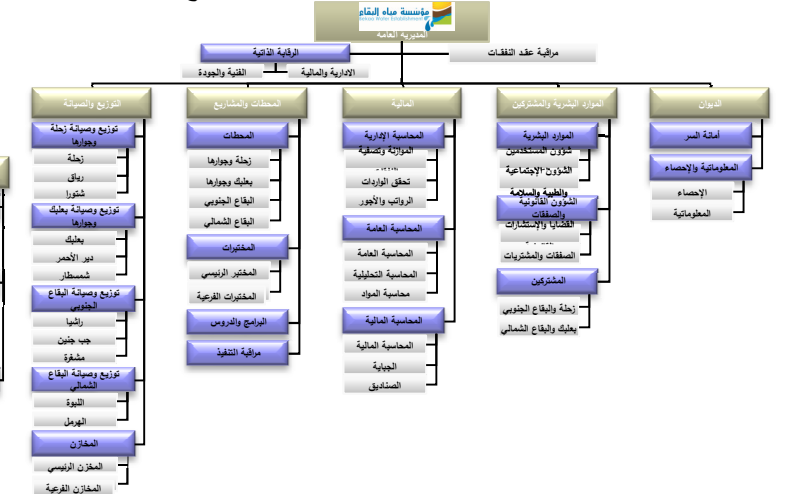 مؤسسة مياه البقاع
Bekaa Water Establishment
المديرية العامة
مراقبة عقد النفقات
الرقابة الذاتية
الادارية والمالية
الفنية والجودة
الديوان
أمانة السر
المعلوماتية والإحصاء
الإحصاء
المعلوماتية
الموارد البشرية والمشتركين
الموارد البشرية
شؤون المستخدمين
الشؤون الإجتماعية
والطبية والسلامة
الشؤون القانونية
والصفقات
القضايا والإستشارات
الصفقات والمشتريات
المشتركين
زحلة والبقاع الجنوبي
بعلبك والبقاع الشمالي
المالية
المحاسبة الإدارية
الموازنة وتصفية
تحقق الواردات
الرواتب والأجور
المحاسبة العامة
المحاسبة العامة
المحاسبة التحليلية
محاسبة المواد
المحاسبة المالية
المحاسبة المالية
الجباية
الصناديق
المحطات والمشاريع
المحطات
زحلة وجوارها
بعلبك وجوارها
البقاع الجنوبي
البقاع الشمالي
المختبرات
المختبر الرئيسي
المختبرات الفرعية
البرامج والدروس
مراقبة التنفيذ
التوزيع والصيانة
توزيع وصيانة زحلة
وجوارها
زحلة
رياق
شتورا
توزيع وصيانة بعلبك
وجوارها
بعلبك
دير الأحمر
شمسطار
توزيع وصيانة البقاع
الجنوبي
راشيا
جب جنين
مشغرة
توزيع وصيانة البقاع
الشمالي
اللبوة
الهرمل
المخازن
المخزن الرئيسي
المخازن الفرعية